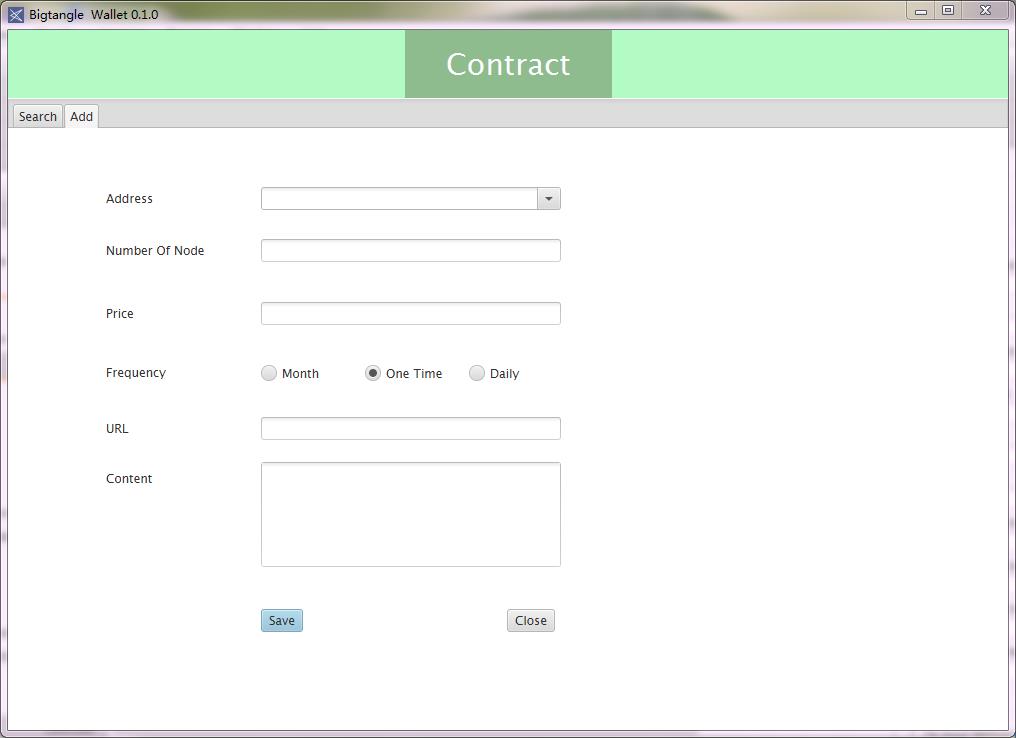 Bigtangle Wallet 0.1.0
Contract
Search Add
Address
Number Of Node
Price
Frequency Month One Time Daily
URL
Content
Save Close